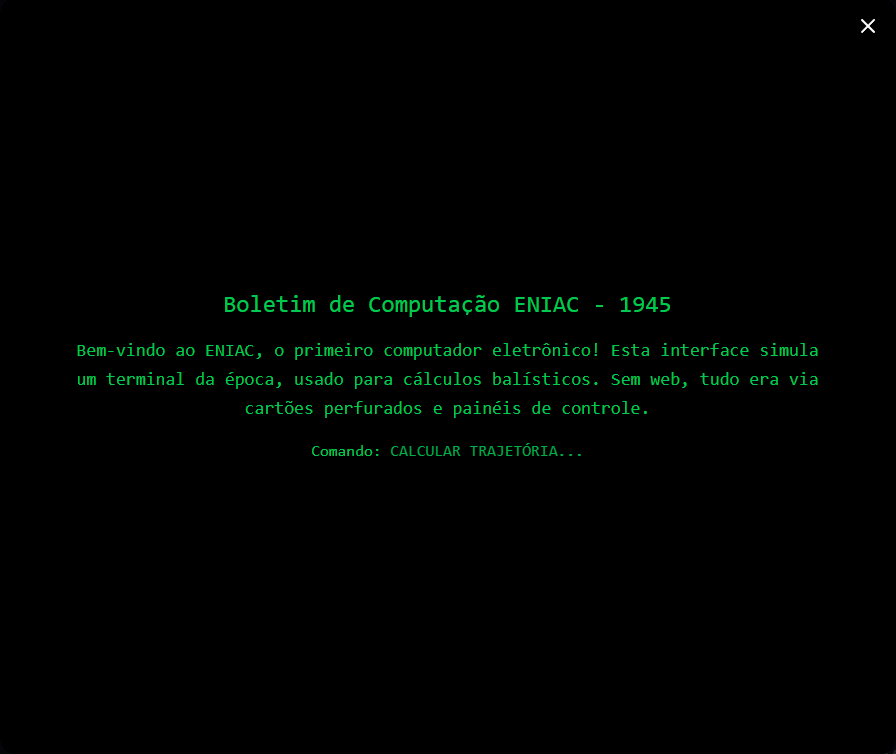 Boletim de Computação ENIAC - 1945
Bem-vindo ao ENIAC, o primeiro computador eletrônico! Esta interface simula
um terminal da época, usado para cálculos balísticos. Sem web, tudo era via
cartões perfurados e painéis de controle.
Comando: CALCULAR TRAJETÓRIA...